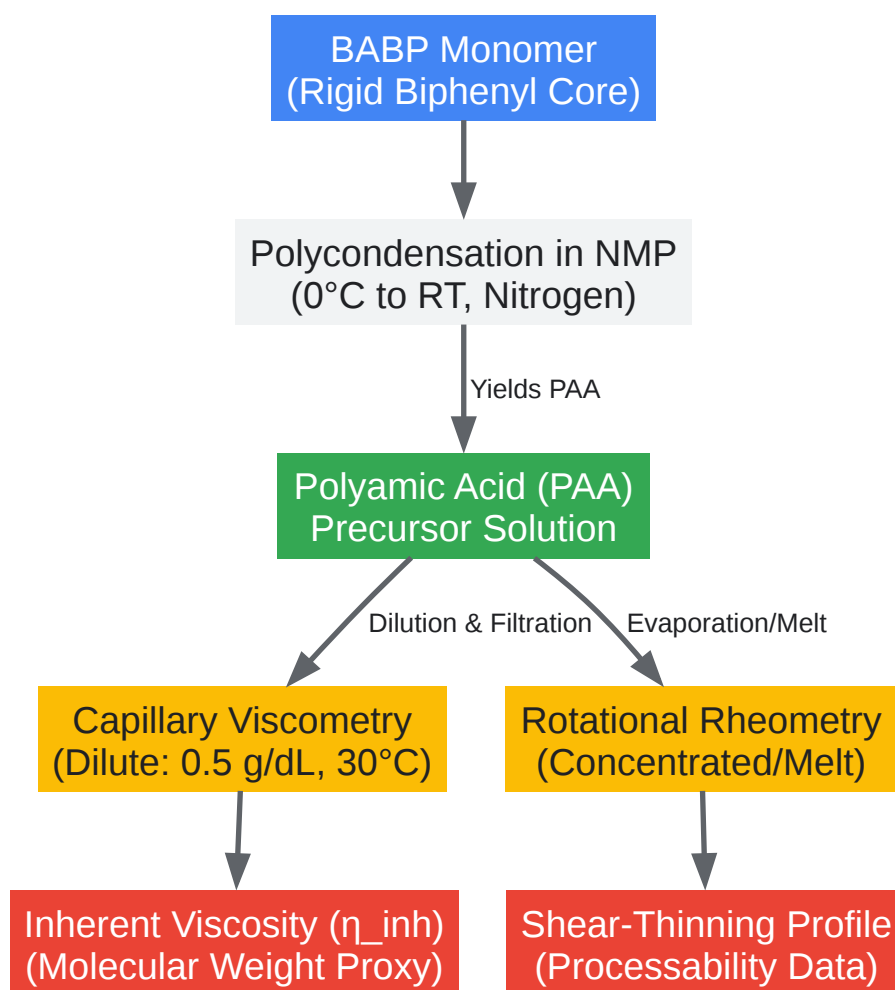 BABP Monomer
(Rigid Biphenyl Core)
Polycondensation in NMP
(0°C to RT, Nitrogen)
Yields PAA
Polyamic Acid (PAA)
Precursor Solution
Dilution & Filtration
Evaporation/Melt
Capillary Viscometry
(Dilute: 0.5 g/dL, 30°C)
Rotational Rheometry
(Concentrated/Melt)
Inherent Viscosity (η_inh)
(Molecular Weight Proxy)
Shear-Thinning Profile
(Processability Data)